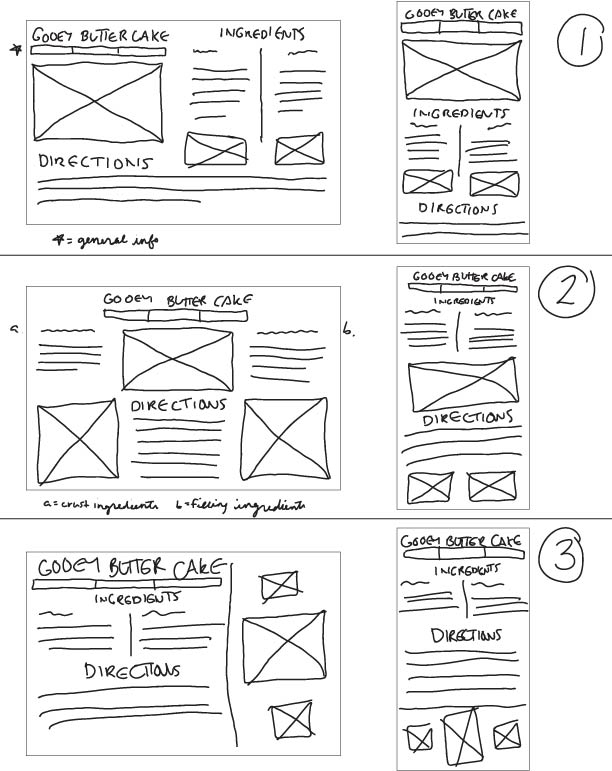 GOOEY BUTTER CAKE
INGREDIENTS
DIRECTIONS
★ = general info
GOOEY BUTTER CAKE
INGREDIENTS
DIRECTIONS
1
GOOEY BUTTER CAKE
a.
b.
DIRECTIONS
a = crust ingredients b = filling ingredients
GOOEY BUTTER CAKE
INGREDIENTS
DIRECTIONS
2
GOOEY BUTTER CAKE
INGREDIENTS
DIRECTIONS
GOOEY BUTTER CAKE
INGREDIENTS
DIRECTIONS
3